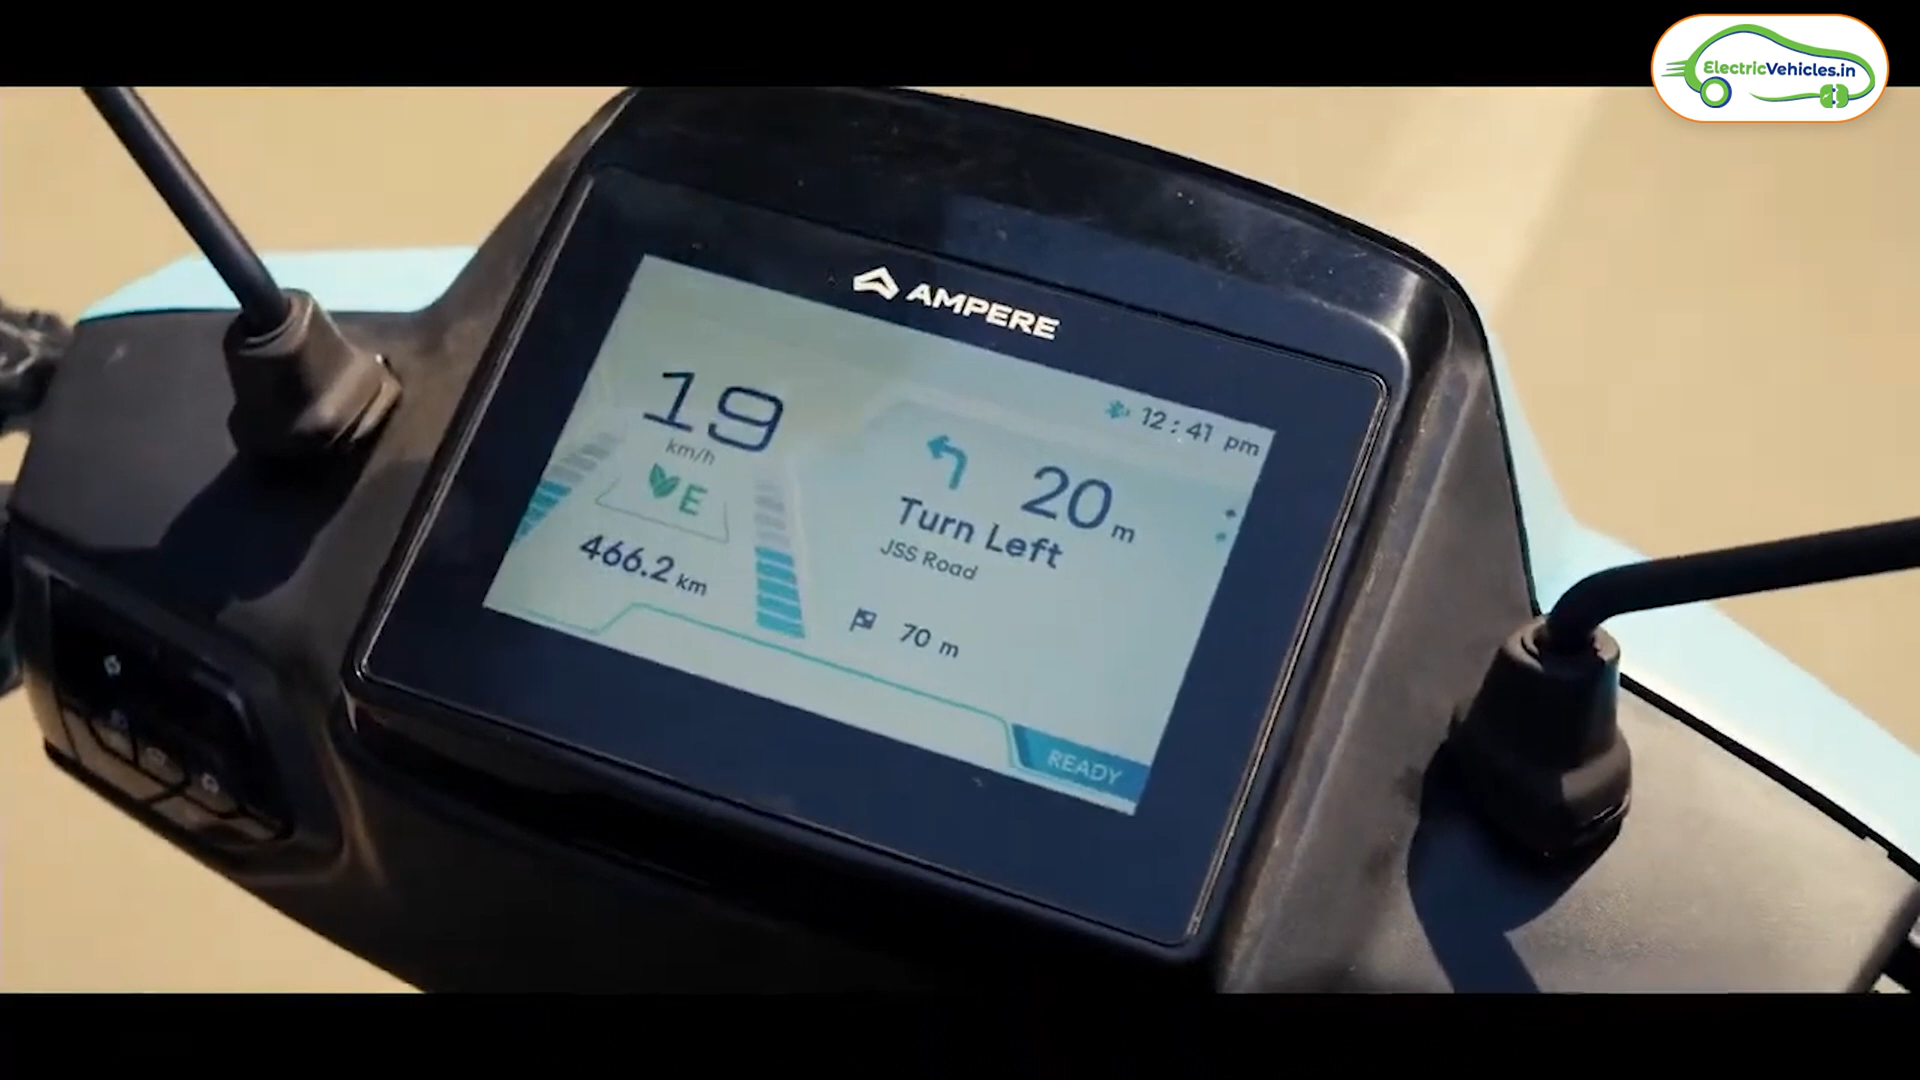 ElectricVehicles.in
AMPERE
12:41 pm
19
km/h
E
466.2 km
20 m
Turn Left
JSS Road
70 m
READY